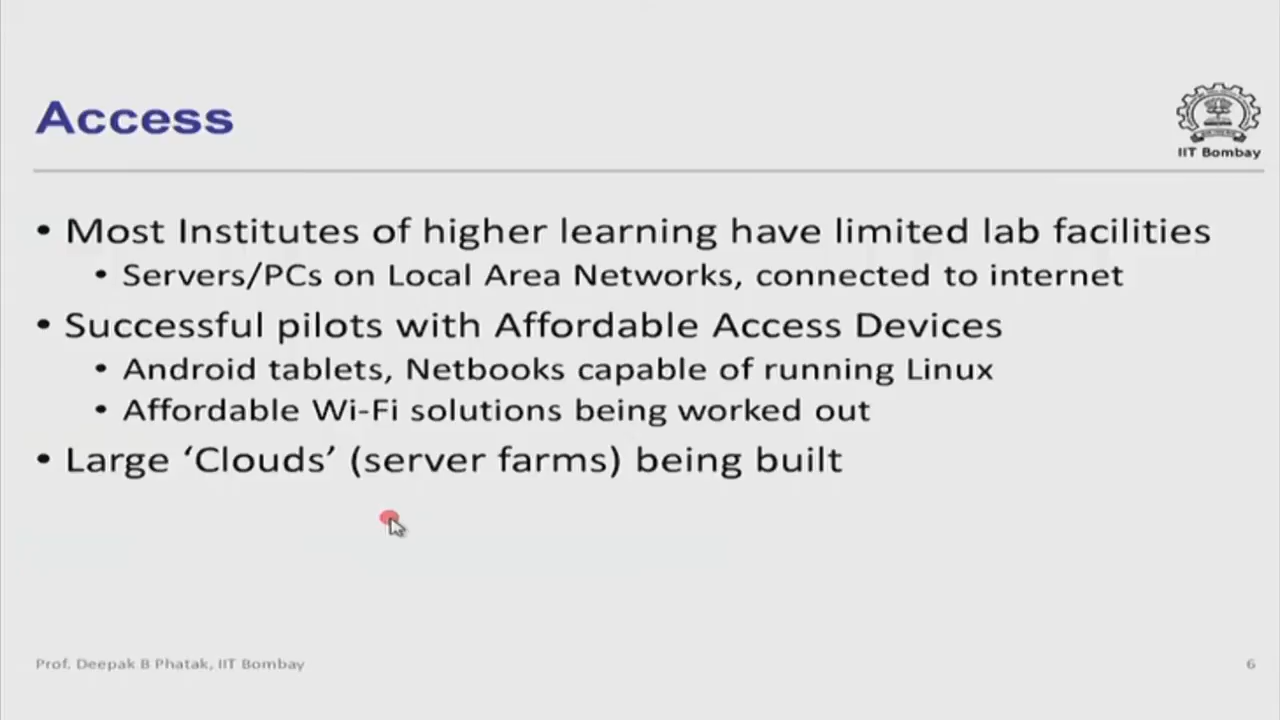 Access
IIT Bombay
• Most Institutes of higher learning have limited lab facilities
• Servers/PCs on Local Area Networks, connected to internet
• Successful pilots with Affordable Access Devices
• Android tablets, Netbooks capable of running Linux
• Affordable Wi-Fi solutions being worked out
• Large ‘Clouds’ (server farms) being built
Prof. Deepak B Phatak, IIT Bombay
6